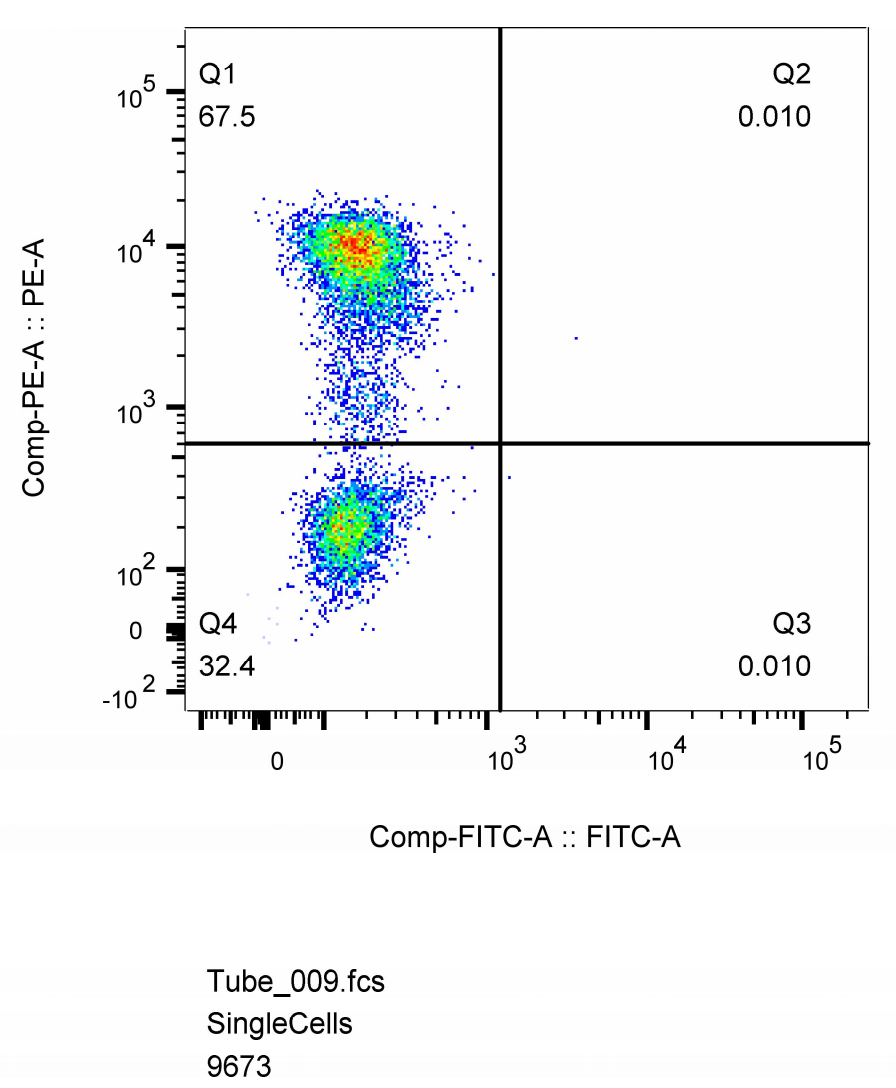 Q1
67.5
Q2
0.010
Q4
32.4
Q3
0.010
10^5
10^4
10^3
10^2
0
-10^2
Comp-PE-A :: PE-A
0
10^3
10^4
10^5
Comp-FITC-A :: FITC-A
Tube_009.fcs
SingleCells
9673